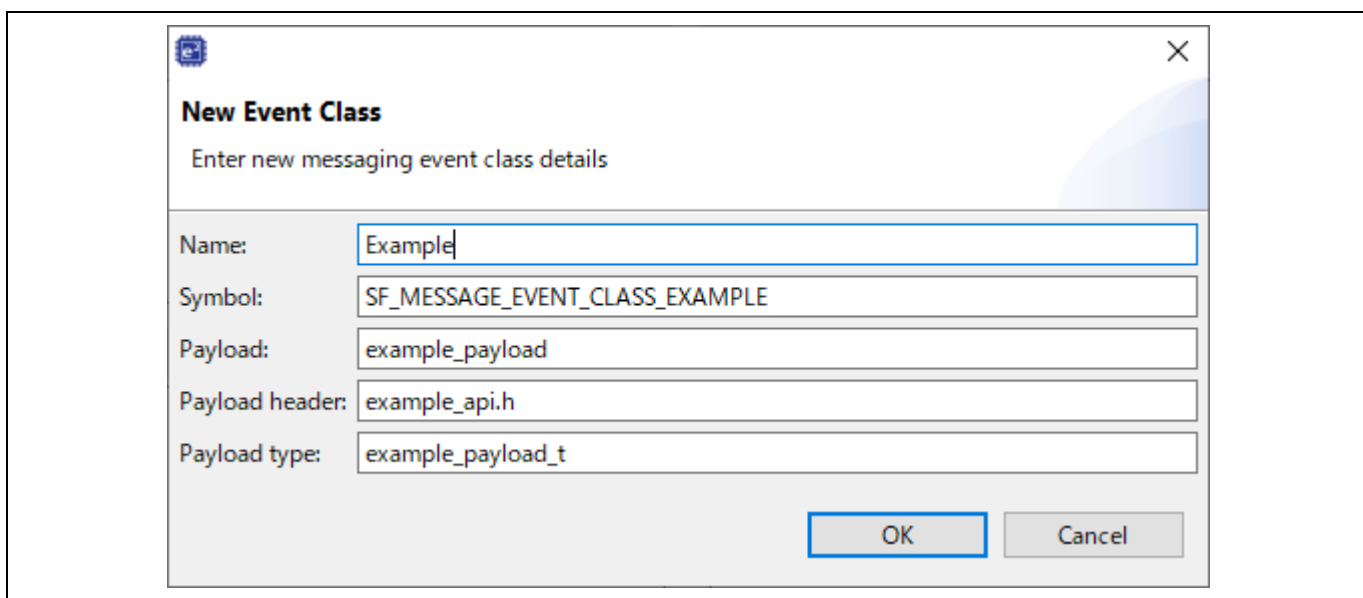 e²
New Event Class
Enter new messaging event class details
Name: Example
Symbol: SF_MESSAGE_EVENT_CLASS_EXAMPLE
Payload: example_payload
Payload header: example_api.h
Payload type: example_payload_t
OK Cancel